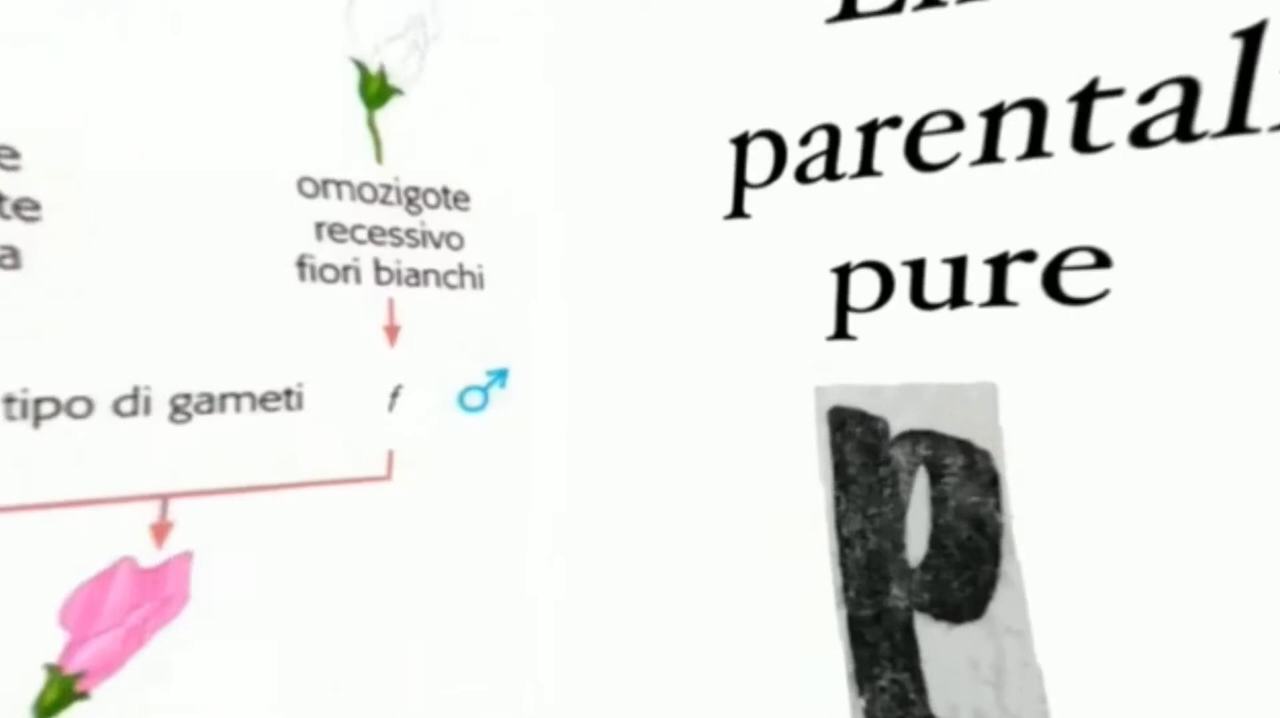 omozigote
recessivo
fiori bianchi
tipo di gameti f ♂
parentali
pure
p